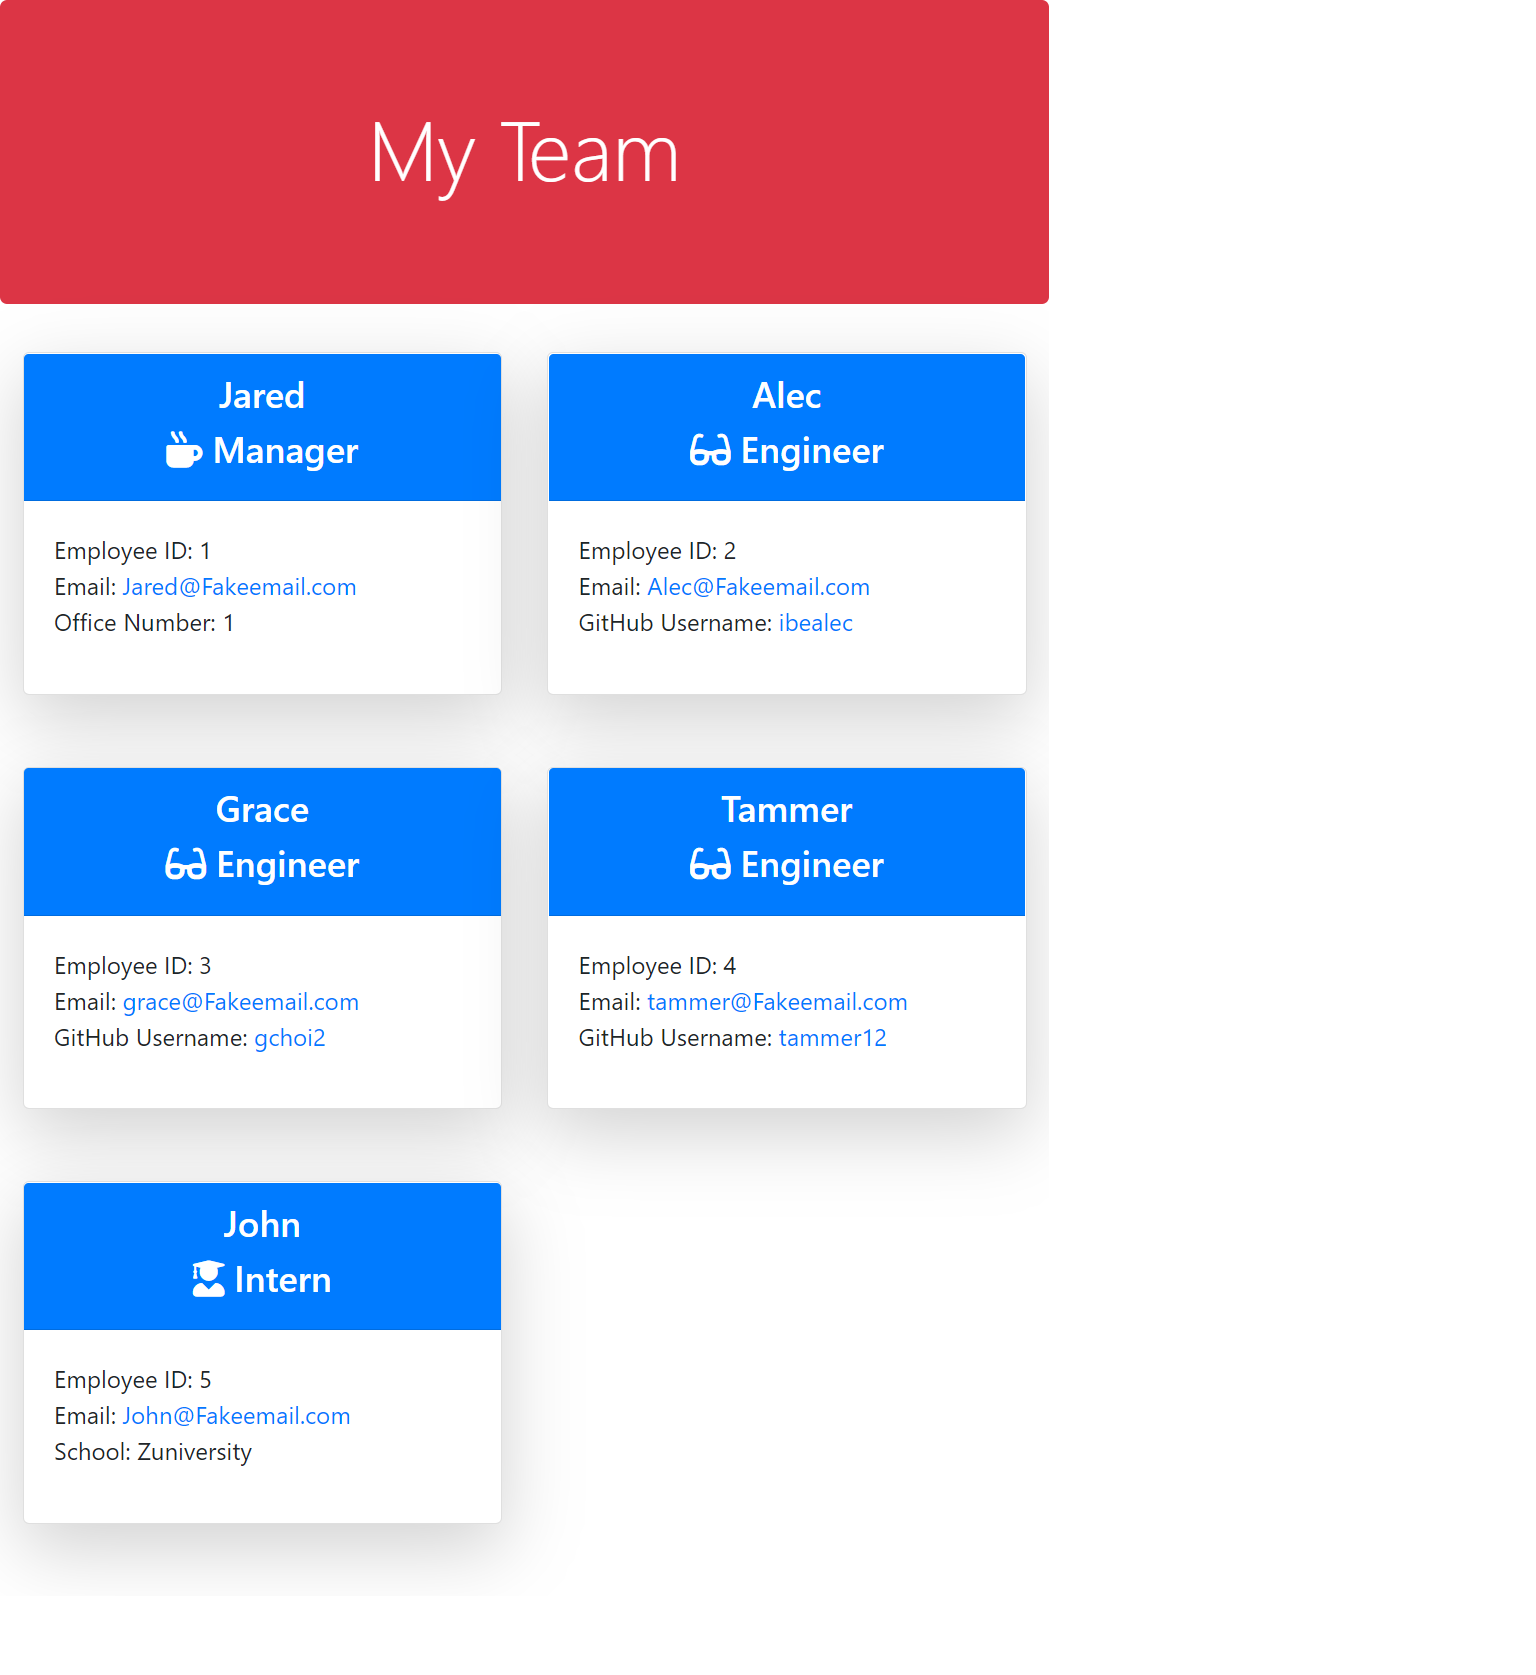 My Team
Jared
Manager
Employee ID: 1
Email: Jared@Fakeemail.com
Office Number: 1
Alec
Engineer
Employee ID: 2
Email: Alec@Fakeemail.com
GitHub Username: ibealec
Grace
Engineer
Employee ID: 3
Email: grace@Fakeemail.com
GitHub Username: gchoi2
Tammer
Engineer
Employee ID: 4
Email: tammer@Fakeemail.com
GitHub Username: tammer12
John
Intern
Employee ID: 5
Email: John@Fakeemail.com
School: Zuniversity